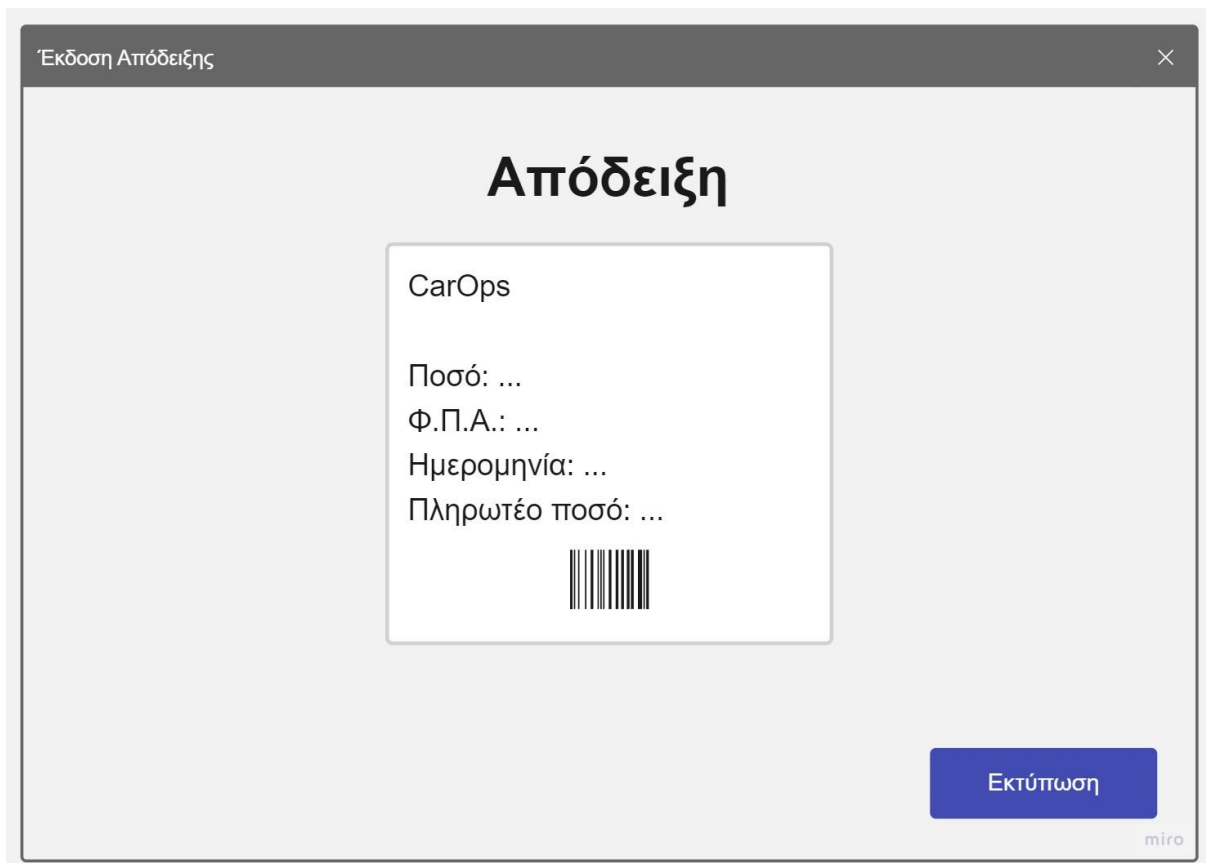 Έκδοση Απόδειξης
Απόδειξη
CarOps
Ποσό: ...
Φ.Π.Α.: ...
Ημερομηνία: ...
Πληρωτέο ποσό: ...
Εκτύπωση
miro